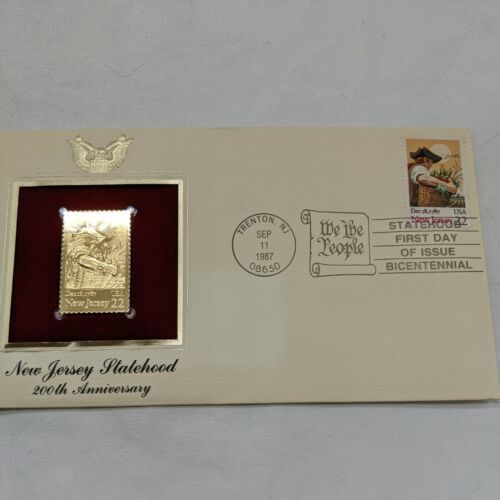 Dec 18, 1787 USA
New Jersey 22
TRENTON, NJ
SEP
11
1987
08650
We the
People
STATEHOOD
FIRST DAY
OF ISSUE
BICENTENNIAL
Dec 18, 1787 USA
New Jersey 22
New Jersey Statehood
200th Anniversary